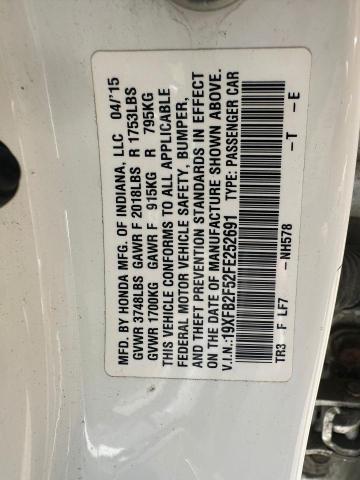 MFD. BY HONDA MFG. OF INDIANA, LLC 04/'15
GVWR 3748LBS GAWR F 2018LBS R 1753LBS
GVWR 1700KG GAWR F 915KG R 795KG
THIS VEHICLE CONFORMS TO ALL APPLICABLE
FEDERAL MOTOR VEHICLE SAFETY, BUMPER,
AND THEFT PREVENTION STANDARDS IN EFFECT
ON THE DATE OF MANUFACTURE SHOWN ABOVE.
V.I.N.:19XFB2F52FE252691 TYPE: PASSENGER CAR
TR3 F LF7 -NH578 -T -E